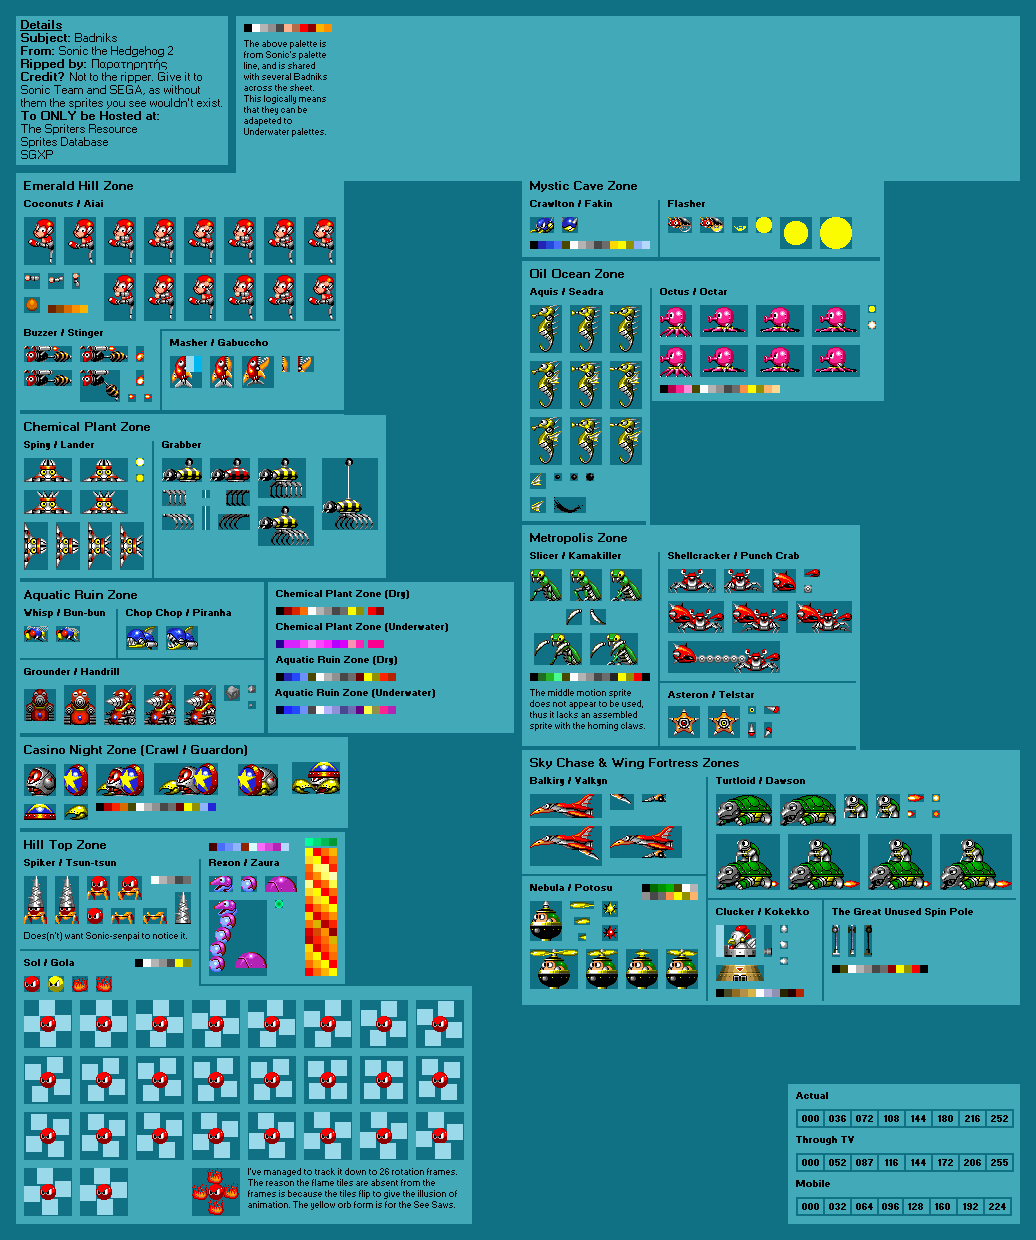 Details
Subject: Badniks
From: Sonic the Hedgehog 2
Ripped by: Παρατηρητής
Credit? Not to the ripper. Give it to
Sonic Team and SEGA, as without
them the sprites you see wouldn't exist.
To ONLY be Hosted at:
The Spriters Resource
Sprites Database
SGXP
The above palette is
from Sonic's palette
line, and is shared
with several Badniks
across the sheet.
This logically means
that they can be
adapeted to
Underwater palettes.
Emerald Hill Zone
Coconuts / Aiai
Buzzer / Stinger
Masher / Gabuccho
Chemical Plant Zone
Spiny / Lander
Grabber
Aquatic Ruin Zone
Whisp / Bun-bun
Chop Chop / Piranha
Grounder / Handrill
Chemical Plant Zone (Dry)
Chemical Plant Zone (Underwater)
Aquatic Ruin Zone (Dry)
Aquatic Ruin Zone (Underwater)
Casino Night Zone (Crawl / Guardon)
Hill Top Zone
Spiker / Tsun-tsun
Does(n't) want Sonic-senpai to notice it.
Rexon / Zaura
Sol / Gola
I've managed to track it down to 26 rotation frames.
The reason the flame tiles are absent from the
frames is because the tiles flip to give the illusion of
animation. The yellow orb form is for the See Saws.
Mystic Cave Zone
Crawlton / Fakin
Flasher
Oil Ocean Zone
Aquis / Seadra
Octus / Octar
Metropolis Zone
Slicer / Kamakiller
The middle motion sprite
does not appear to be used,
thus it lacks an assembled
sprite with the homing claws.
Shellcracker / Punch Crab
Asteron / Telstar
Sky Chase & Wing Fortress Zones
Balkiry / Valkyn
Turtloid / Dawson
Nebula / Potosu
Clucker / Kokekko
The Great Unused Spin Pole
Actual
000 036 072 108 144 180 216 252
Through TV
000 052 087 116 144 172 206 255
Mobile
000 032 064 096 128 160 192 224